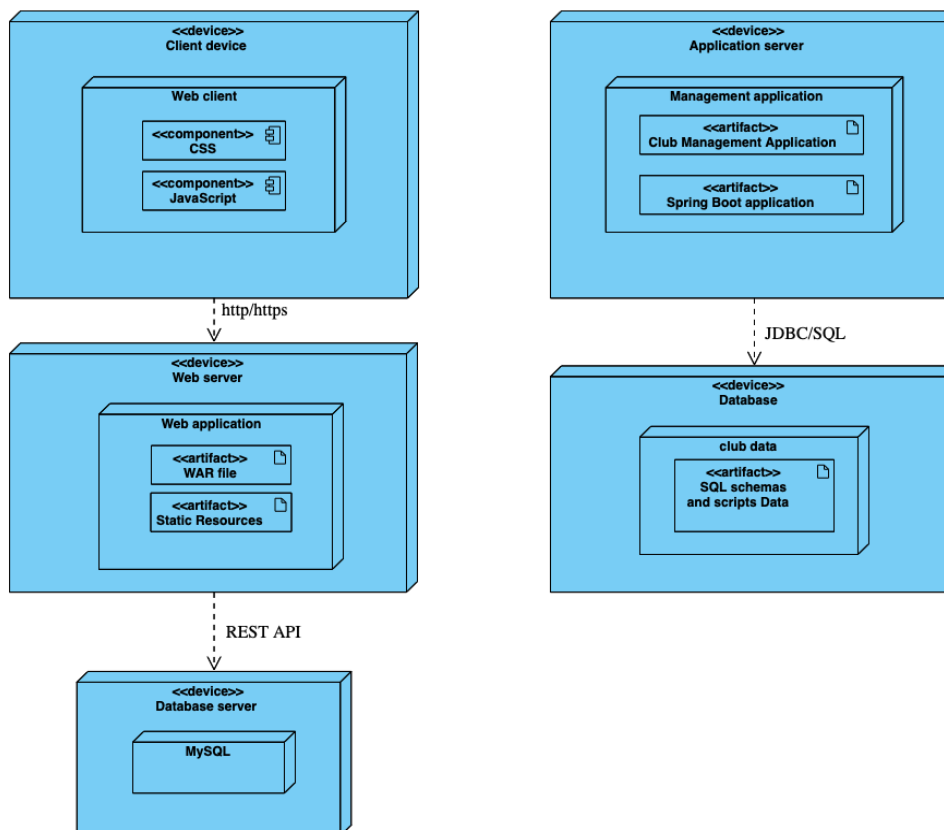 <<device>>
Client device
Web client
<<component>>
CSS
<<component>>
JavaScript
http/https
<<device>>
Web server
Web application
<<artifact>>
WAR file
<<artifact>>
Static Resources
REST API
<<device>>
Database server
MySQL
<<device>>
Application server
Management application
<<artifact>>
Club Management Application
<<artifact>>
Spring Boot application
JDBC/SQL
<<device>>
Database
club data
<<artifact>>
SQL schemas
and scripts Data